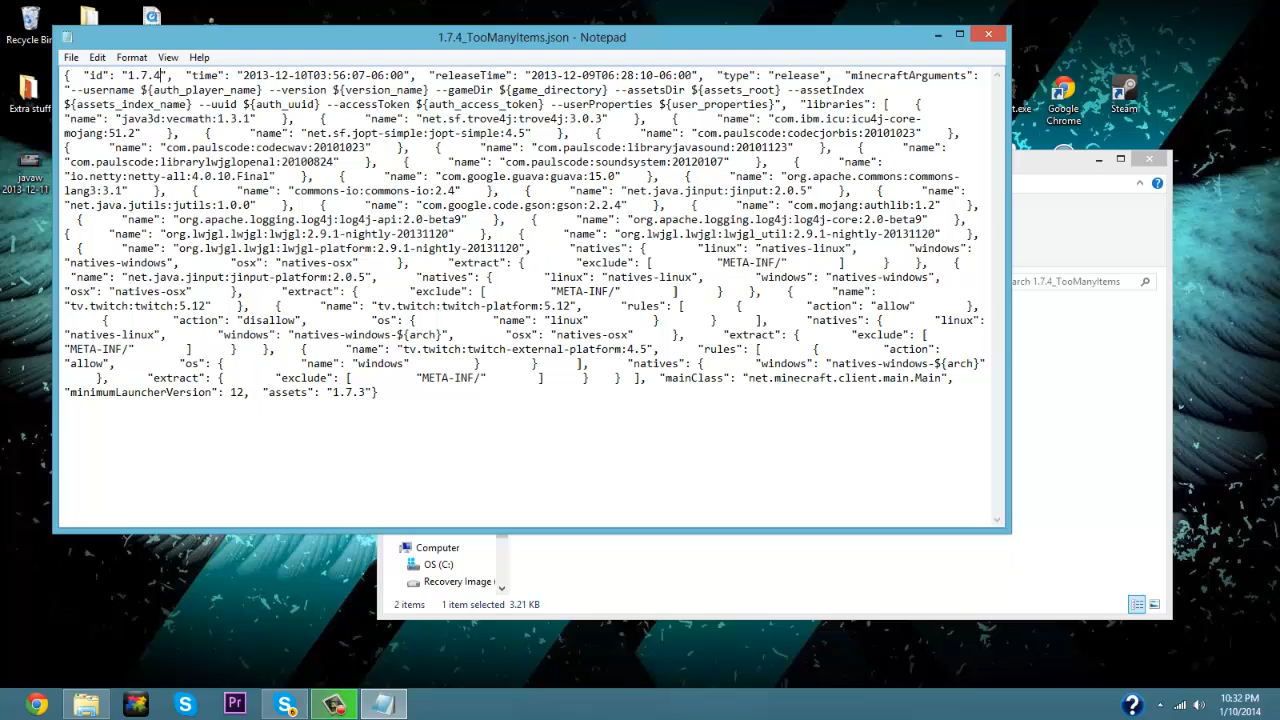 Recycle Bin
Extra stuff
javaw
2013-12-11
1.7.4_TooManyItems.json - Notepad
File Edit Format View Help
{ "id": "1.7.4", "time": "2013-12-10T03:56:07-06:00", "releaseTime": "2013-12-09T06:28:10-06:00", "type": "release", "minecraftArguments":
"--username ${auth_player_name} --version ${version_name} --gameDir ${game_directory} --assetsDir ${assets_root} --assetIndex
${assets_index_name} --uuid ${auth_uuid} --accessToken ${auth_access_token} --userProperties ${user_properties}", "libraries": [ {
"name": "java3d:vecmath:1.3.1" }, { "name": "net.sf.trove4j:trove4j:3.0.3" }, { "name": "com.ibm.icu:icu4j-core-
mojang:51.2" }, { "name": "net.sf.jopt-simple:jopt-simple:4.5" }, { "name": "com.paulscode:codecjorbis:20101023" },
{ "name": "com.paulscode:codecwav:20101023" }, { "name": "com.paulscode:libraryjavasound:20101123" }, {
"name": "com.paulscode:librarylwjglopenal:20100824" }, { "name": "com.paulscode:soundsystem:20120107" }, { "name":
"io.netty:netty-all:4.0.10.Final" }, { "name": "com.google.guava:guava:15.0" }, { "name": "org.apache.commons:commons-
lang3:3.1" }, { "name": "commons-io:commons-io:2.4" }, { "name": "net.java.jinput:jinput:2.0.5" }, { "name":
"net.java.jutils:jutils:1.0.0" }, { "name": "com.google.code.gson:gson:2.2.4" }, { "name": "com.mojang:authlib:1.2" }, {
"name": "org.apache.logging.log4j:log4j-api:2.0-beta9" }, { "name": "org.apache.logging.log4j:log4j-core:2.0-beta9" },
{ "name": "org.lwjgl.lwjgl:lwjgl:2.9.1-nightly-20131120" }, { "name": "org.lwjgl.lwjgl:lwjgl_util:2.9.1-nightly-20131120" },
{ "name": "org.lwjgl.lwjgl:lwjgl-platform:2.9.1-nightly-20131120", "natives": { "linux": "natives-linux", "windows":
"natives-windows", "osx": "natives-osx" }, "extract": { "exclude": [ "META-INF/" ] } }, {
"name": "net.java.jinput:jinput-platform:2.0.5", "natives": { "linux": "natives-linux", "windows": "natives-windows",
"osx": "natives-osx" }, "extract": { "exclude": [ "META-INF/" ] } }, { "name":
"tv.twitch:twitch:5.12" }, { "name": "tv.twitch:twitch-platform:5.12", "rules": [ { "action": "allow" },
{ "action": "disallow", "os": { "name": "linux" } } ], "natives": { "linux":
"natives-linux", "windows": "natives-windows-${arch}", "osx": "natives-osx" }, "extract": { "exclude": [
"META-INF/" ] } }, { "name": "tv.twitch:twitch-external-platform:4.5", "rules": [ { "action":
"allow", "os": { "name": "windows" } } ], "natives": { "windows": "natives-windows-${arch}"
}, "extract": { "exclude": [ "META-INF/" ] } } ], "mainClass": "net.minecraft.client.main.Main",
"minimumLauncherVersion": 12, "assets": "1.7.3"}
t.exe
Google
Chrome
Steam
arch 1.7.4_TooManyItems
Computer
OS (C:)
Recovery Image
2 items 1 item selected 3.21 KB
10:32 PM
1/10/2014